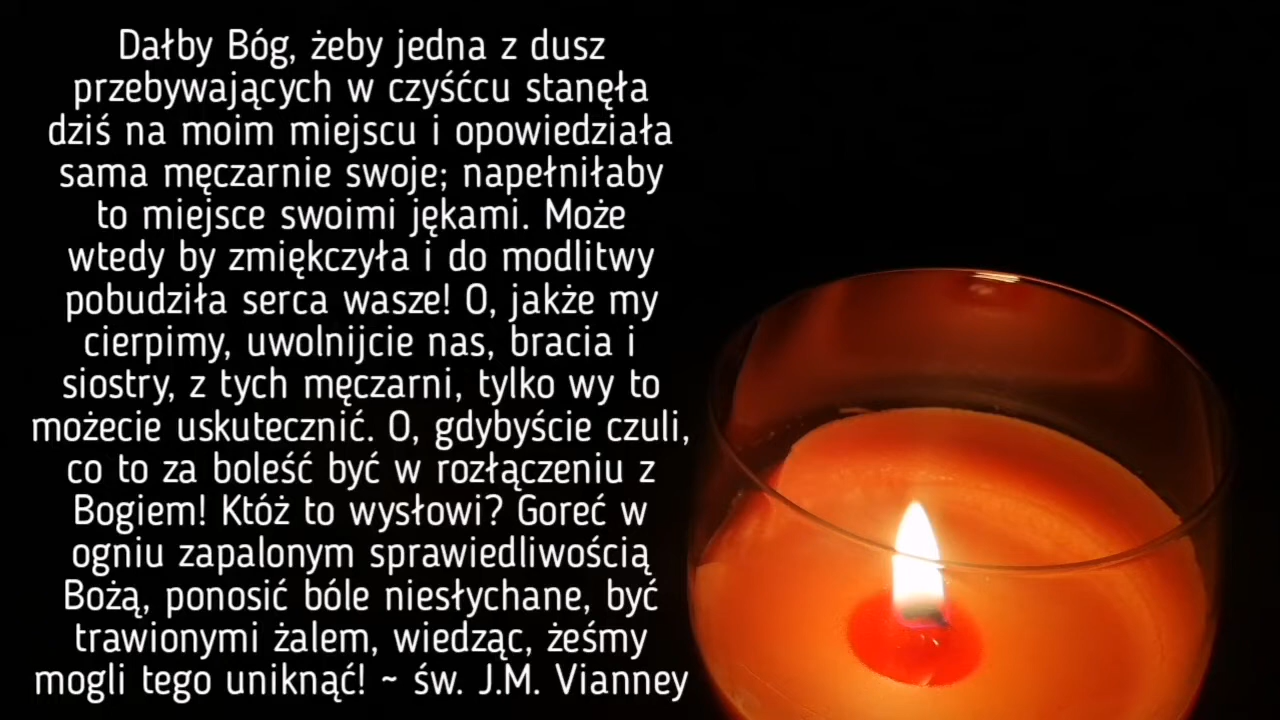 Dałby Bóg, żeby jedna z dusz
przebywających w czyśćcu stanęła
dziś na moim miejscu i opowiedziała
sama męczarnie swoje; napełniłaby
to miejsce swoimi jękami. Może
wtedy by zmiękczyła i do modlitwy
pobudziła serca wasze! O, jakże my
cierpimy, uwolnijcie nas, bracia i
siostry, z tych męczarni, tylko wy to
możecie uskutecznić. O, gdybyście czuli,
co to za boleść być w rozłączeniu z
Bogiem! Któż to wysłowi? Goreć w
ogniu zapalonym sprawiedliwością
Bożą, ponosić bóle niesłychane, być
trawionymi żalem, wiedząc, żeśmy
mogli tego uniknąć! ~ św. J.M. Vianney